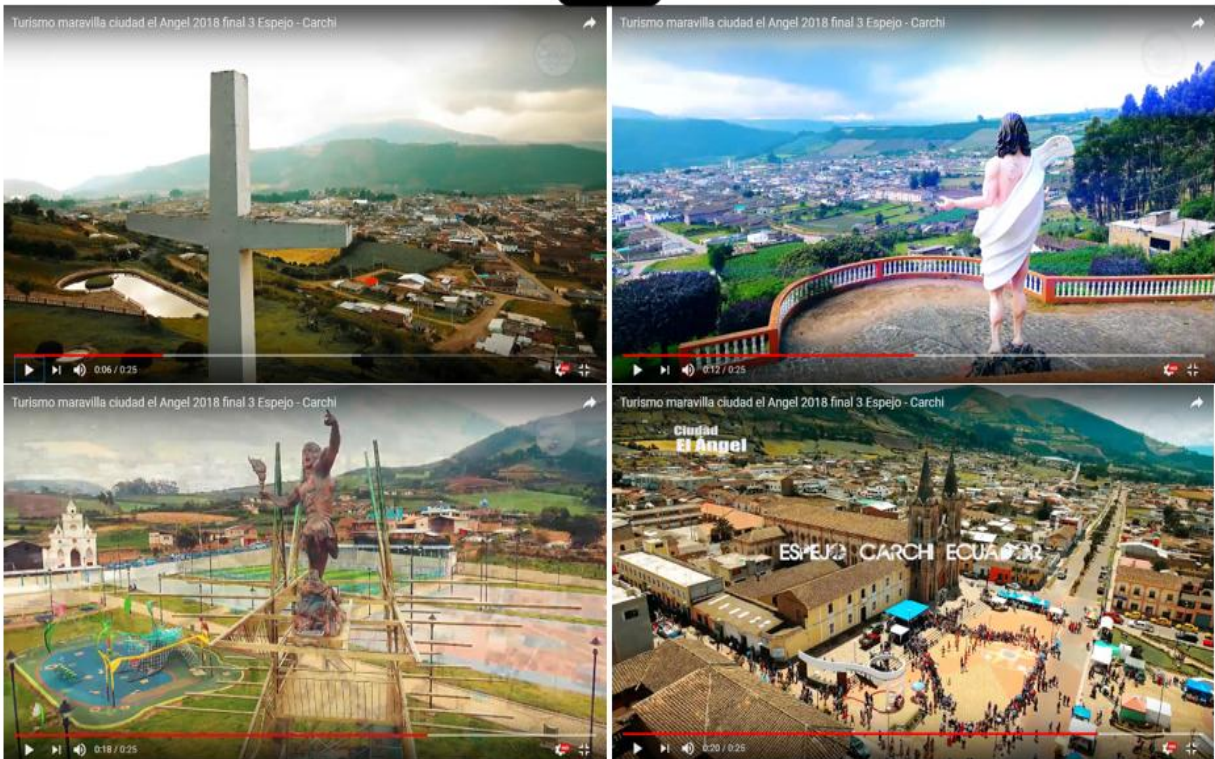 Turismo maravilla ciudad el Angel 2018 final 3 Espejo - Carchi
0:06 / 0:25
Turismo maravilla ciudad el Angel 2018 final 3 Espejo - Carchi
0:12 / 0:25
Turismo maravilla ciudad el Angel 2018 final 3 Espejo - Carchi
0:18 / 0:25
Turismo maravilla ciudad el Angel 2018 final 3 Espejo - Carchi
Ciudad
El Ángel
ESPEJO CARCHI ECUADOR
0:20 / 0:25